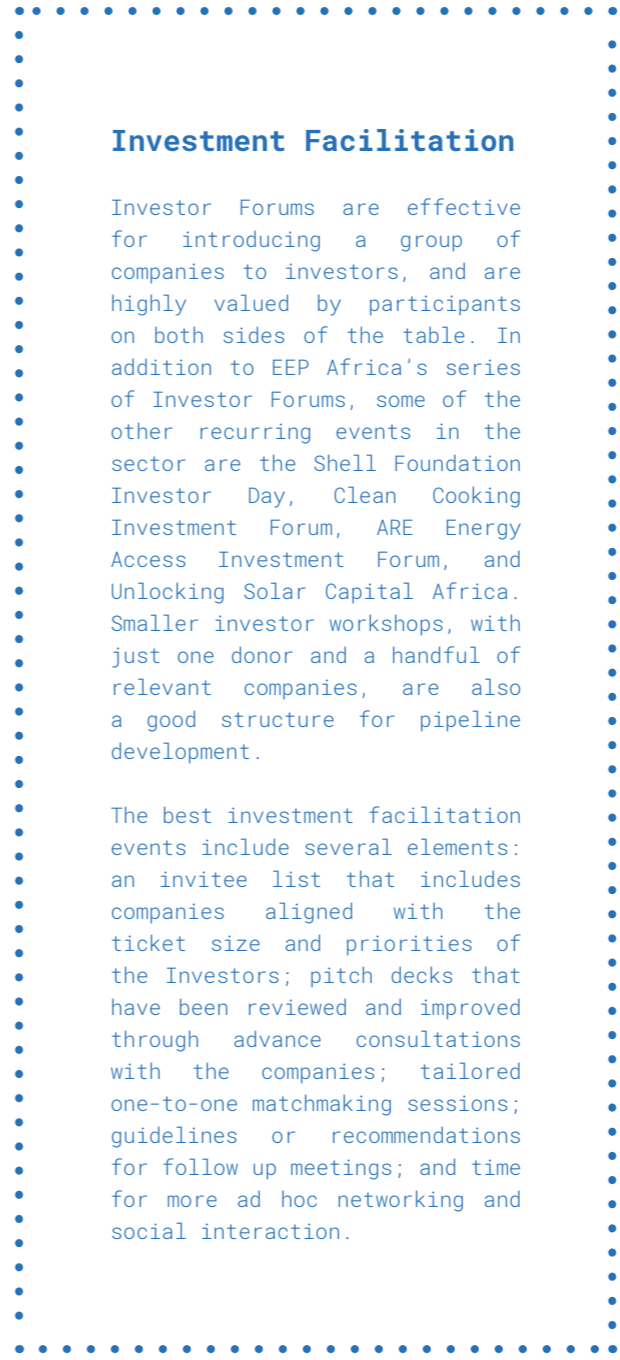 Investment Facilitation
Investor Forums are effective
for introducing a group of
companies to investors, and are
highly valued by participants
on both sides of the table. In
addition to EEP Africa’s series
of Investor Forums, some of the
other recurring events in the
sector are the Shell Foundation
Investor Day, Clean Cooking
Investment Forum, ARE Energy
Access Investment Forum, and
Unlocking Solar Capital Africa.
Smaller investor workshops, with
just one donor and a handful of
relevant companies, are also
a good structure for pipeline
development.
The best investment facilitation
events include several elements:
an invitee list that includes
companies aligned with the
ticket size and priorities of
the Investors; pitch decks that
have been reviewed and improved
through advance consultations
with the companies; tailored
one-to-one matchmaking sessions;
guidelines or recommendations
for follow up meetings; and time
for more ad hoc networking and
social interaction.